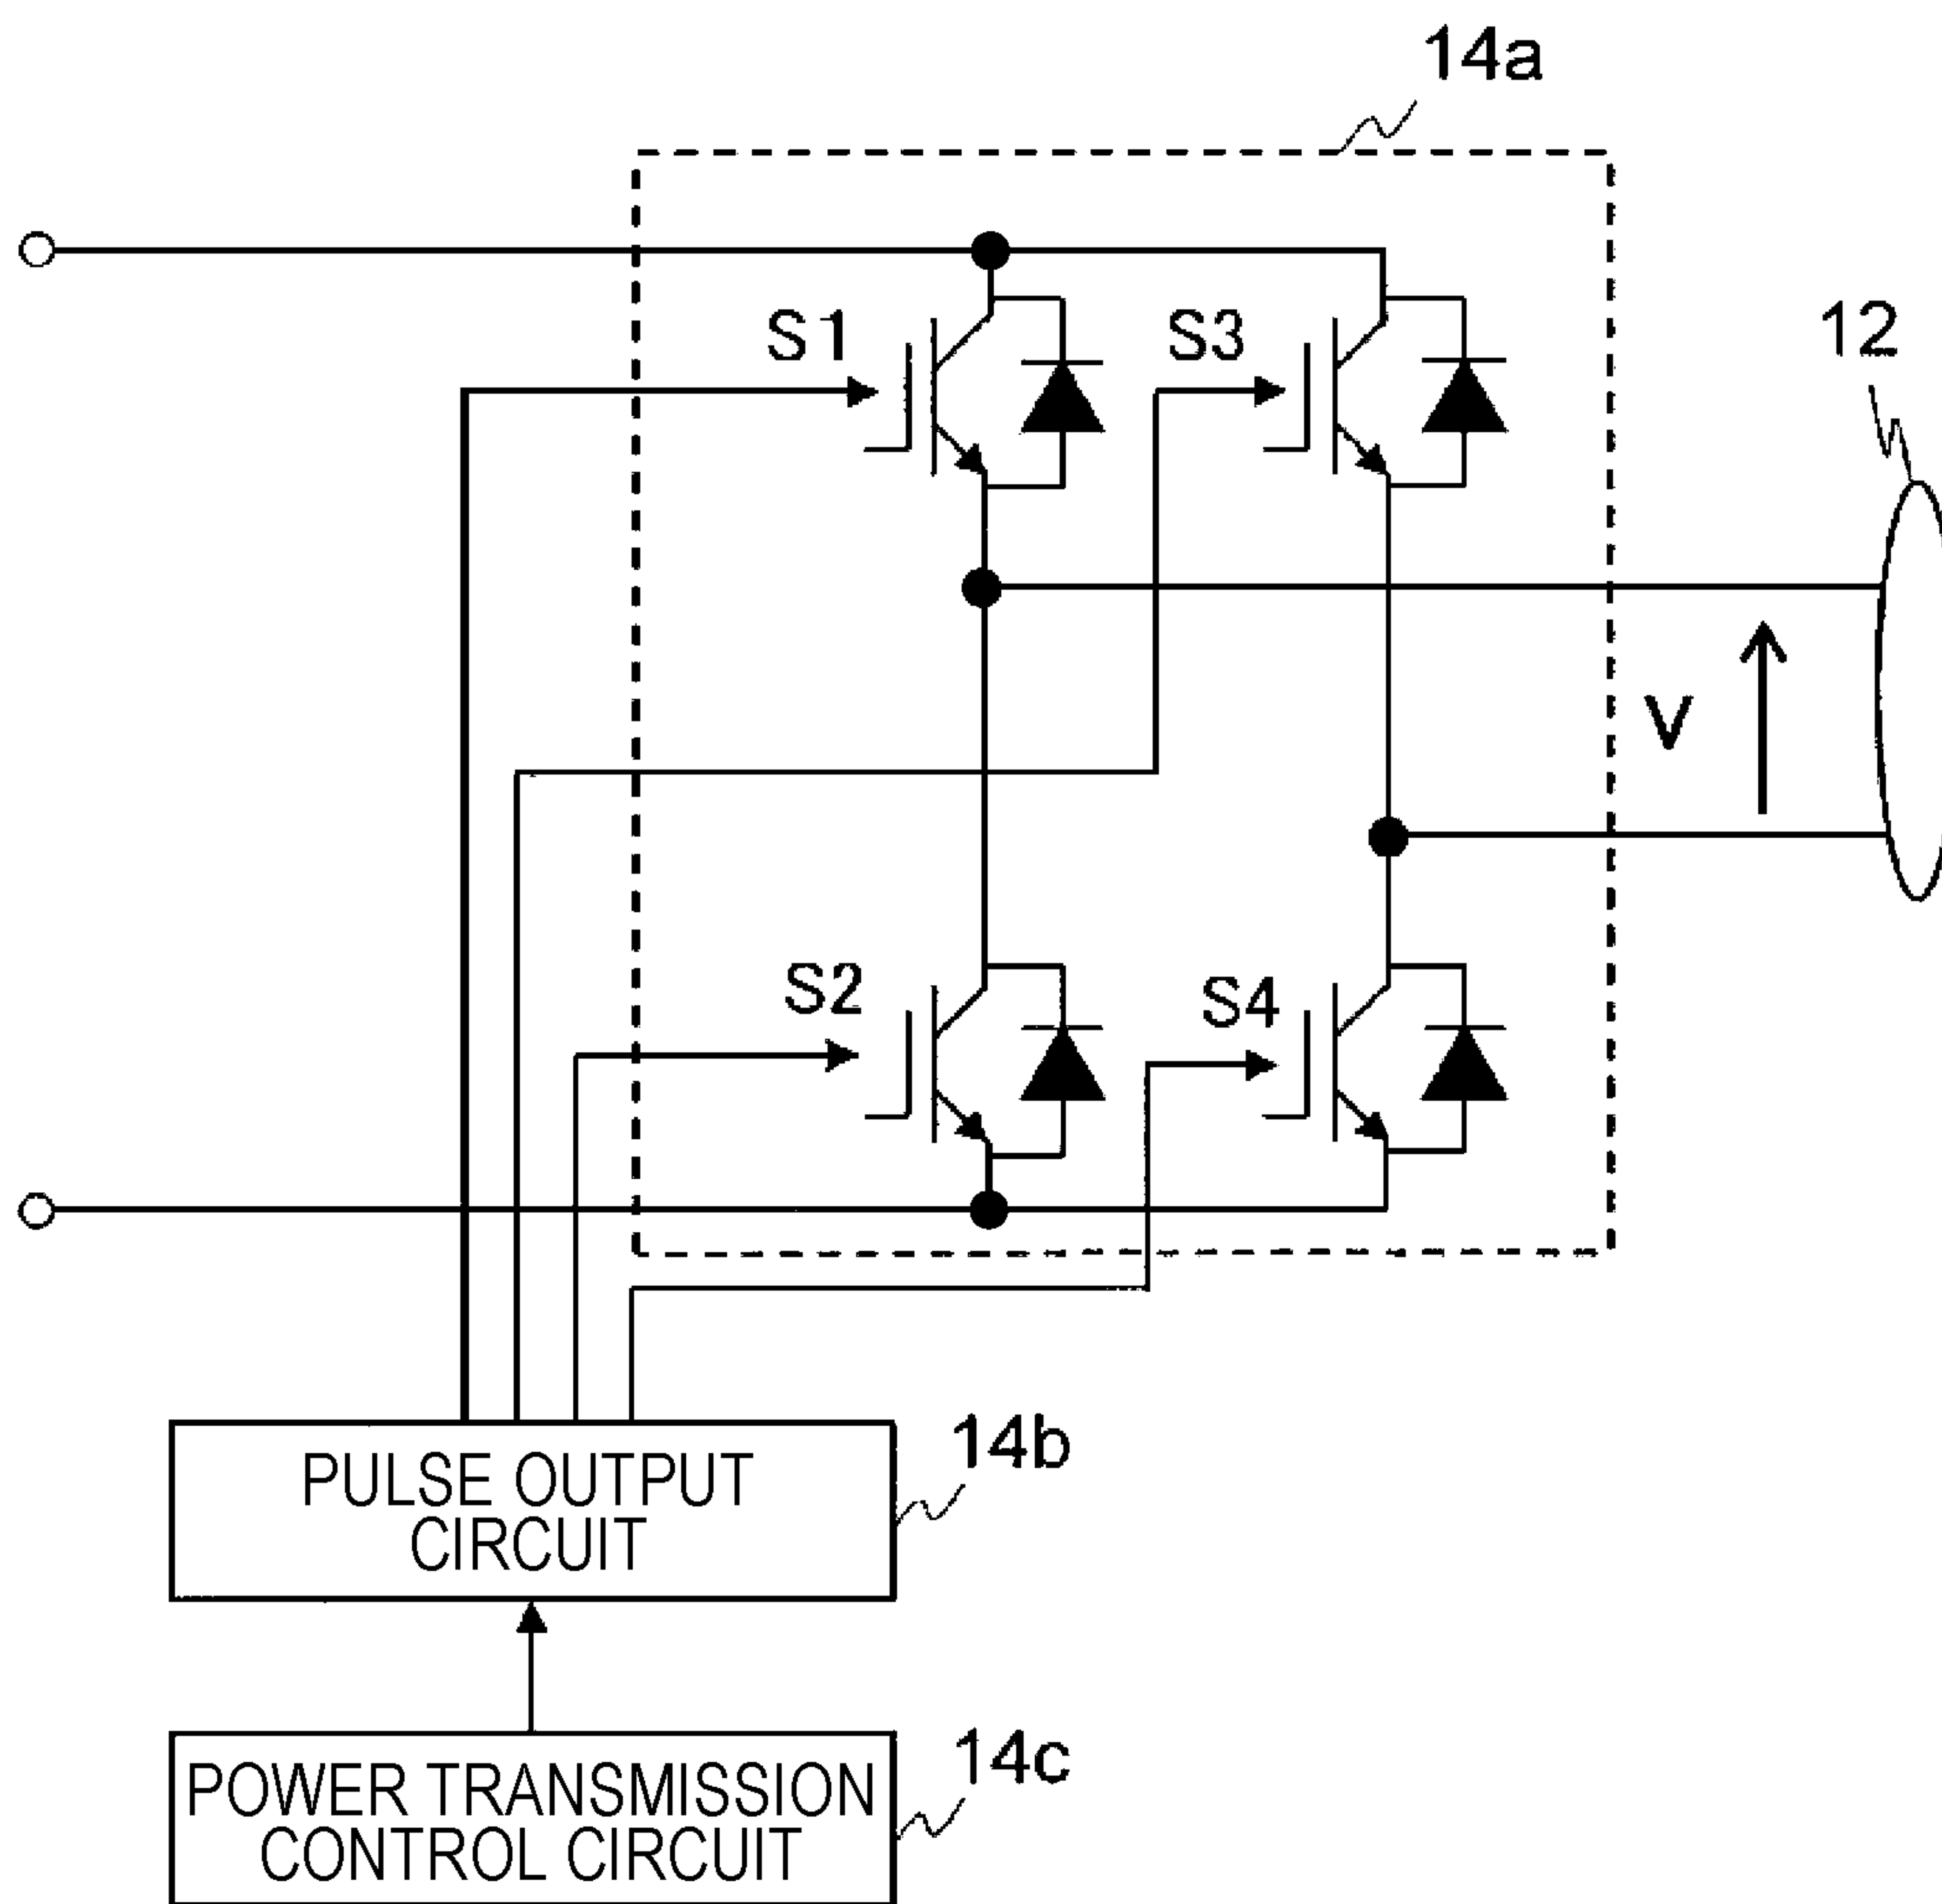 14a
S1
S3
12
V
S2
S4
PULSE OUTPUT
CIRCUIT
14b
POWER TRANSMISSION
CONTROL CIRCUIT
14c